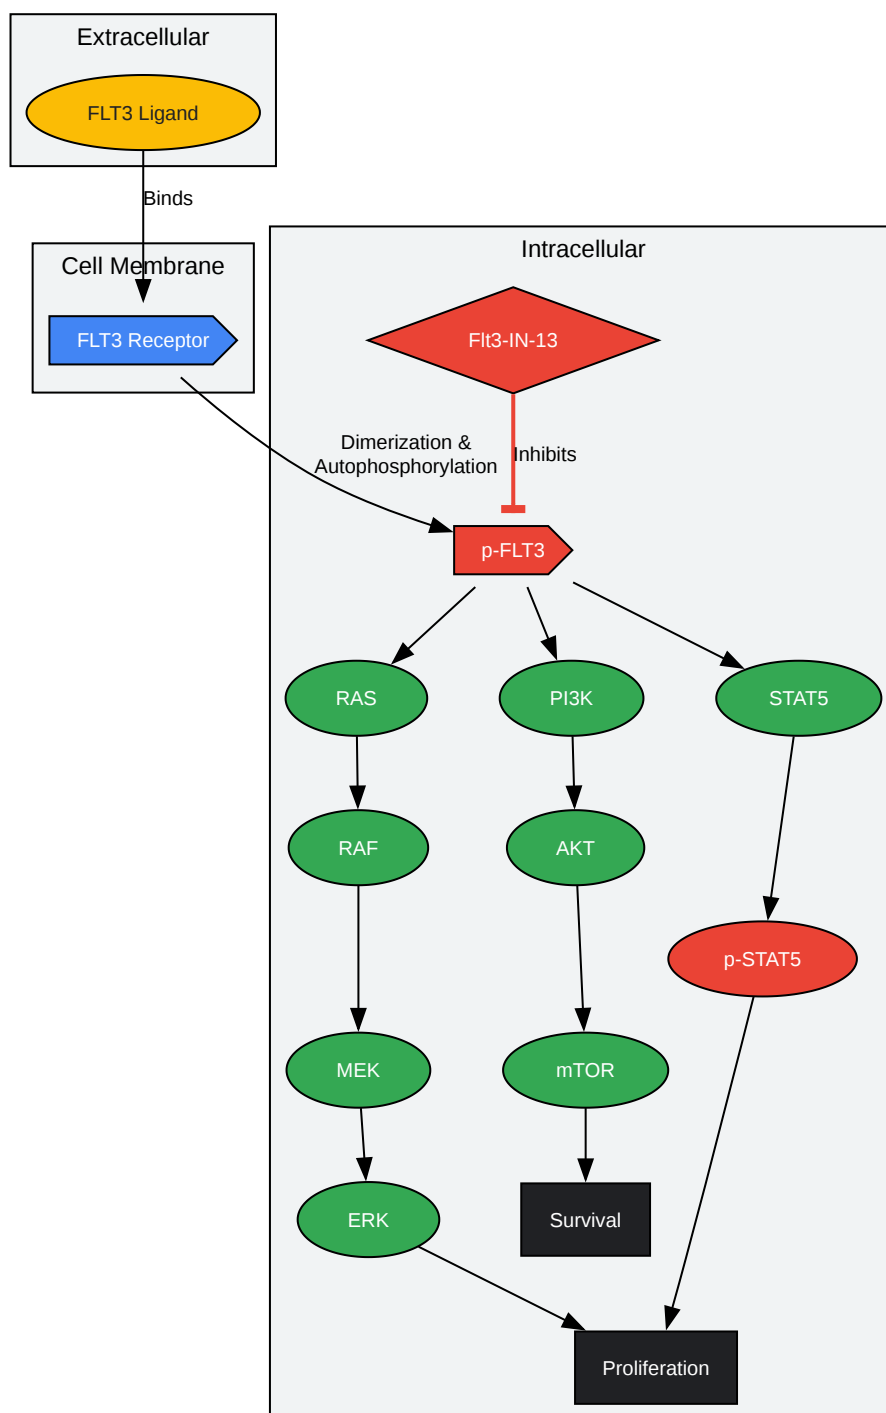 Extracellular
FLT3 Ligand
Binds
Cell Membrane
FLT3 Receptor
Intracellular
Flt3-IN-13
Dimerization &
Autophosphorylation
Inhibits
p-FLT3
RAS
PI3K
STAT5
RAF
AKT
p-STAT5
MEK
mTOR
ERK
Survival
Proliferation